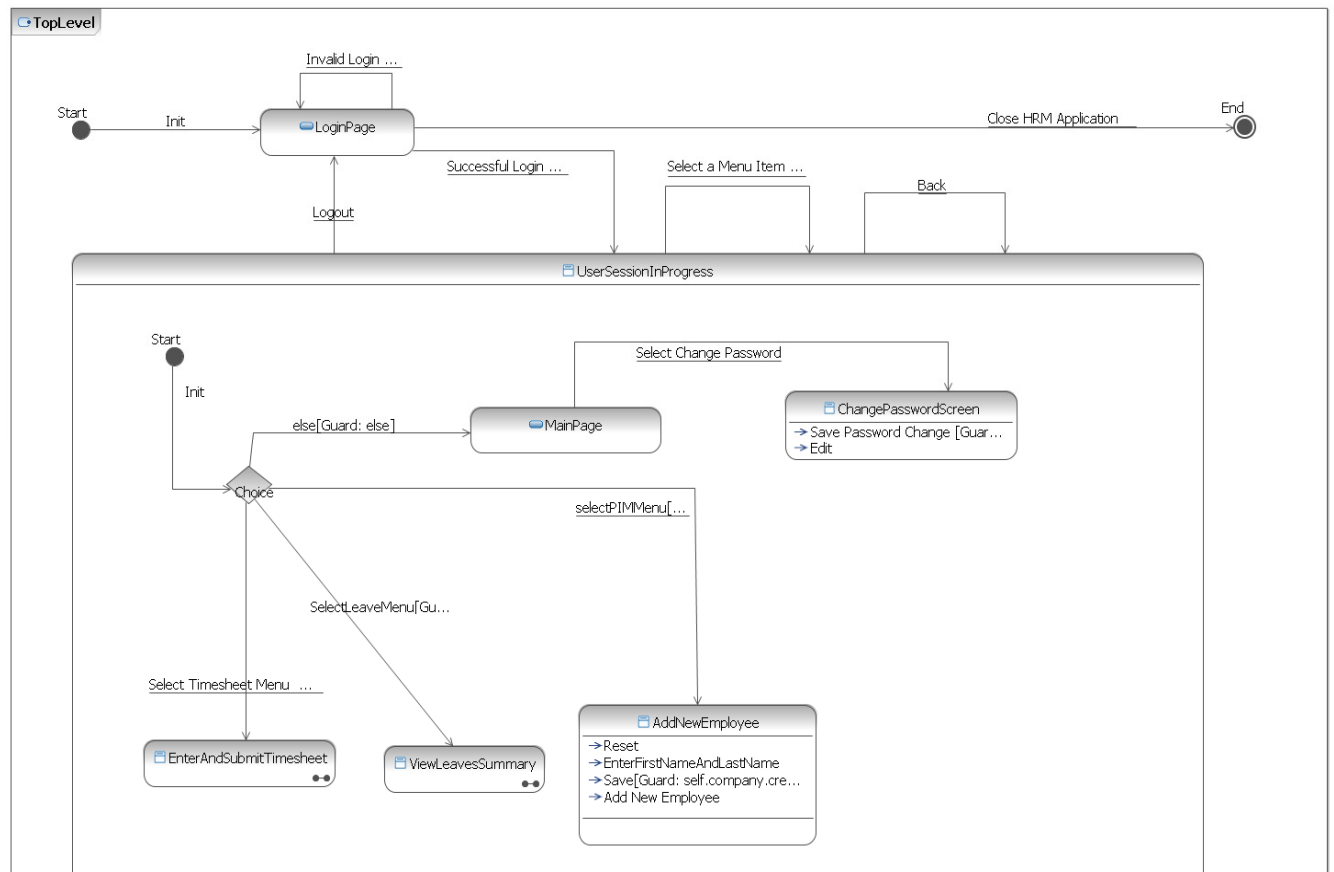 TopLevel
Invalid Login ...
Start
Init
LoginPage
Close HRM Application
End
Successful Login ...
Select a Menu Item ...
Back
Logout
UserSessionInProgress
Start
Init
Select Change Password
else[Guard: else]
MainPage
ChangePasswordScreen
Save Password Change [Guar...
Edit
Choice
selectPIMMenu[...
SelectLeaveMenu[Gu...
Select Timesheet Menu ...
EnterAndSubmitTimesheet
ViewLeavesSummary
AddNewEmployee
Reset
EnterFirstNameAndLastName
Save[Guard: self.company.cre...
Add New Employee